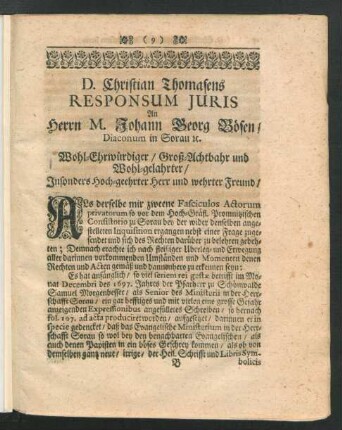 ( 9 )
D. Christian Thomasens
RESPONSUM JURIS
An
Herrn M. Johann Georg Bösen/
Diaconum in Sorau ꝛc.
Wohl-Ehrwürdiger / Groß-Achtbahr und
Wohl-gelahrter/
Insonders Hoch-geehrter Herr und wehrter Freund/
ALs derselbe mir zweene Fasciculos Actorum
privatorum so vor dem Hoch-Gräfl. Promnitzischen
Consistorio zu Sorau bey der wider denselben ange-
stelleten Inquisition ergangen nebst einer Frage zuge-
sendet und sich des Rechten darüber zu belehren gebeh-
ten; Demnach erachte ich nach fleißiger Überles- und Erwegung
aller darinnen vorkommenden Umständen und Momenten denen
Rechten und Acten gemäß und daunenhero zu erkennen seyn:
Es hat anfänglich / so viel seriem rei gestæ betrifft im Mo-
nat Decembri des 1697. Jahres der Pfarherr zu Schönwalde
Samuel Morgenbesser/ als Senior des Ministerii in der Herr-
schafft Sorau / ein gar hefftiges und mit vielen eine große Gefahr
anzeigenden Expressionibus angefülletes Schreiben / so hernach
fol. 197. ad acta produciret worden / aufgesetzet / darinnen er in
specie gedencket / daß das Evangelische Ministerium in der Herr-
schafft Sorau so wol bey den benachbarten Evangelischen / als
auch denen Papisten in ein böses Geschrey kommen / als ob von
demselben gantz neue / irrige / der Heil. Schrifft und Libris Sym-
B bolicis